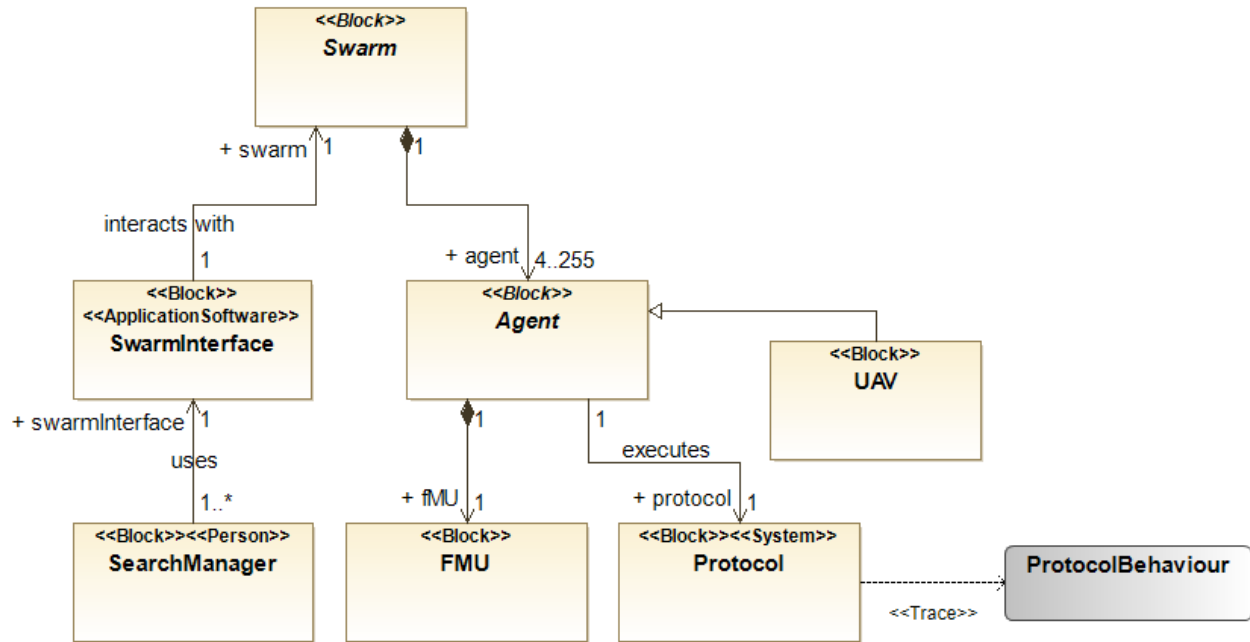 <<Block>>
Swarm
+ swarm
1
1
interacts with
1
+ agent
4..255
<<Block>>
<<ApplicationSoftware>>
SwarmInterface
<<Block>>
Agent
<<Block>>
UAV
+ swarmInterface
1
uses
1..*
1
1
executes
+ fMU
1
+ protocol
1
<<Block>><<Person>>
SearchManager
<<Block>>
FMU
<<Block>><<System>>
Protocol
<<Trace>>
ProtocolBehaviour